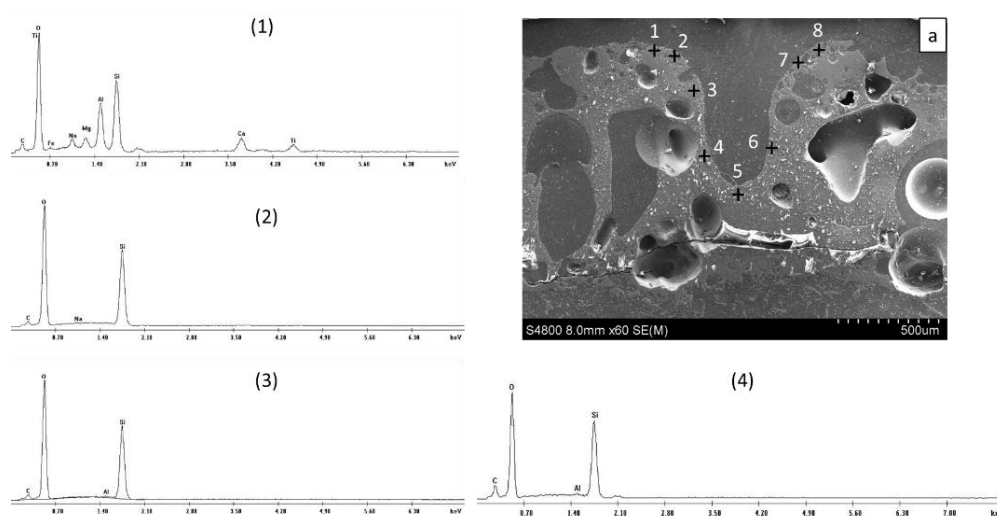 (1)
O
Ti
Si
Al
C
Fe
Na
Mg
Ca
Ti
0.70 1.40 2.10 2.80 3.50 4.20 4.90 5.60 6.30
keV
(2)
O
Si
C
Na
0.70 1.40 2.10 2.80 3.50 4.20 4.90 5.60 6.30
keV
(3)
O
Si
C
Al
0.70 1.40 2.10 2.80 3.50 4.20 4.90 5.60 6.30
keV
a
1 2 3 4 5 6 7 8
S4800 8.0mm x60 SE(M) 500um
(4)
O
Si
C
Al
0.70 1.40 2.10 2.80 3.50 4.20 4.90 5.60 6.30 7.00